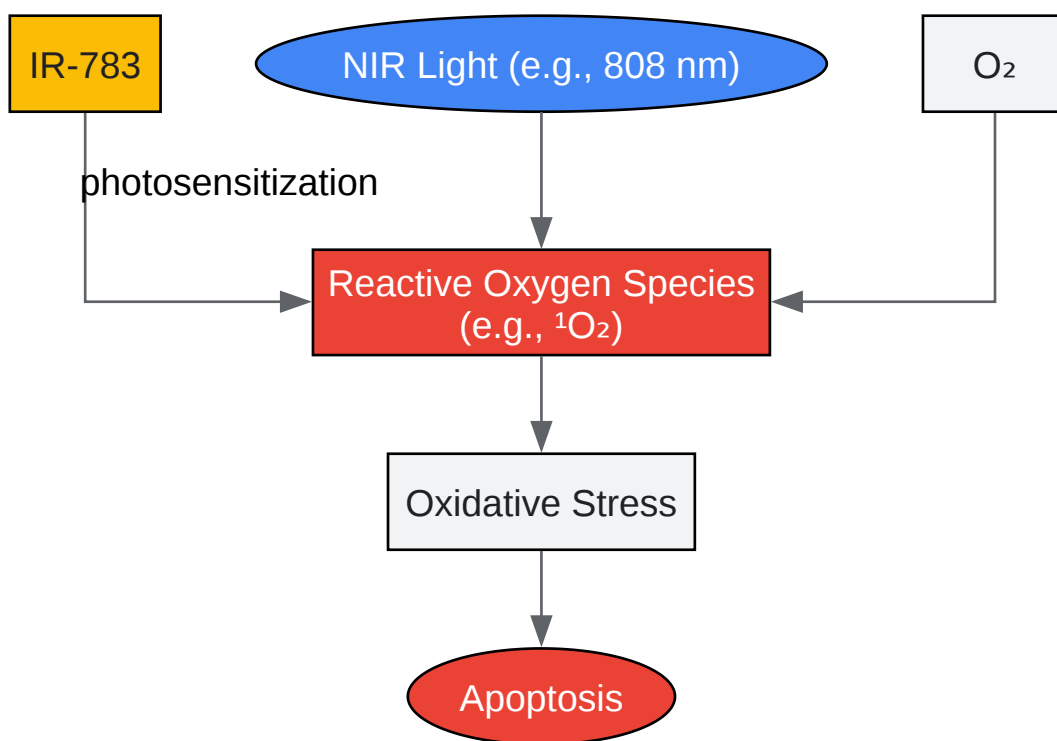 IR-783
NIR Light (e.g., 808 nm)
O₂
photosensitization
Reactive Oxygen Species
(e.g., ¹O₂)
Oxidative Stress
Apoptosis